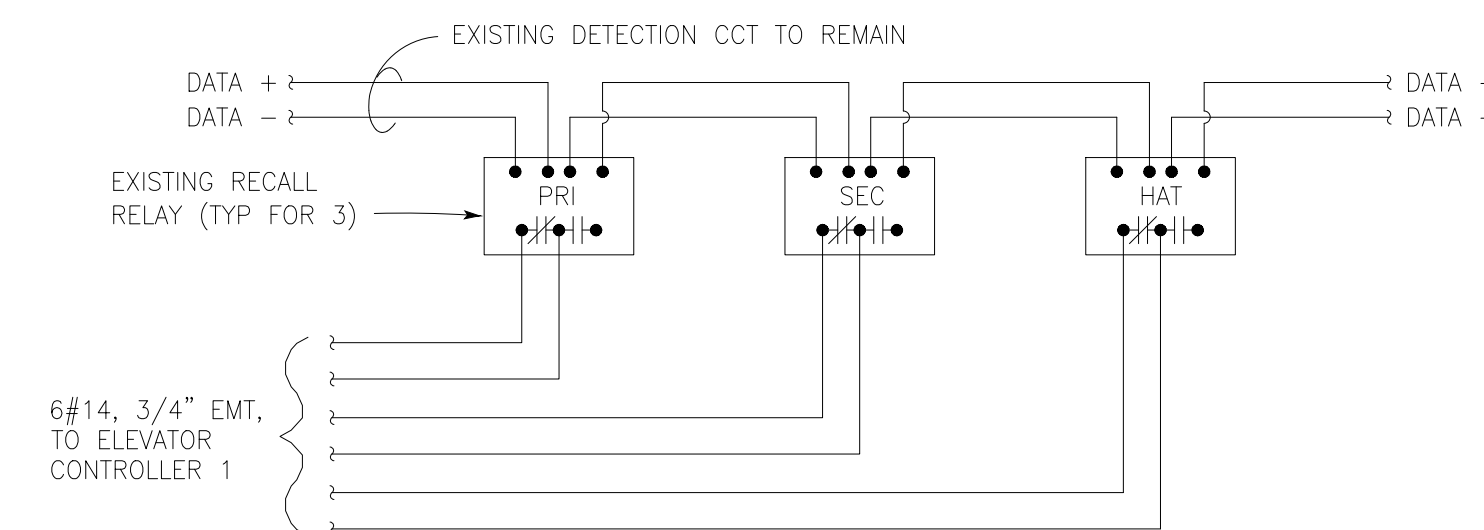 EXISTING DETECTION CCT TO REMAIN
DATA +
DATA -
DATA
DATA
EXISTING RECALL
RELAY (TYP FOR 3)
PRI
SEC
HAT
6#14, 3/4" EMT,
TO ELEVATOR
CONTROLLER 1